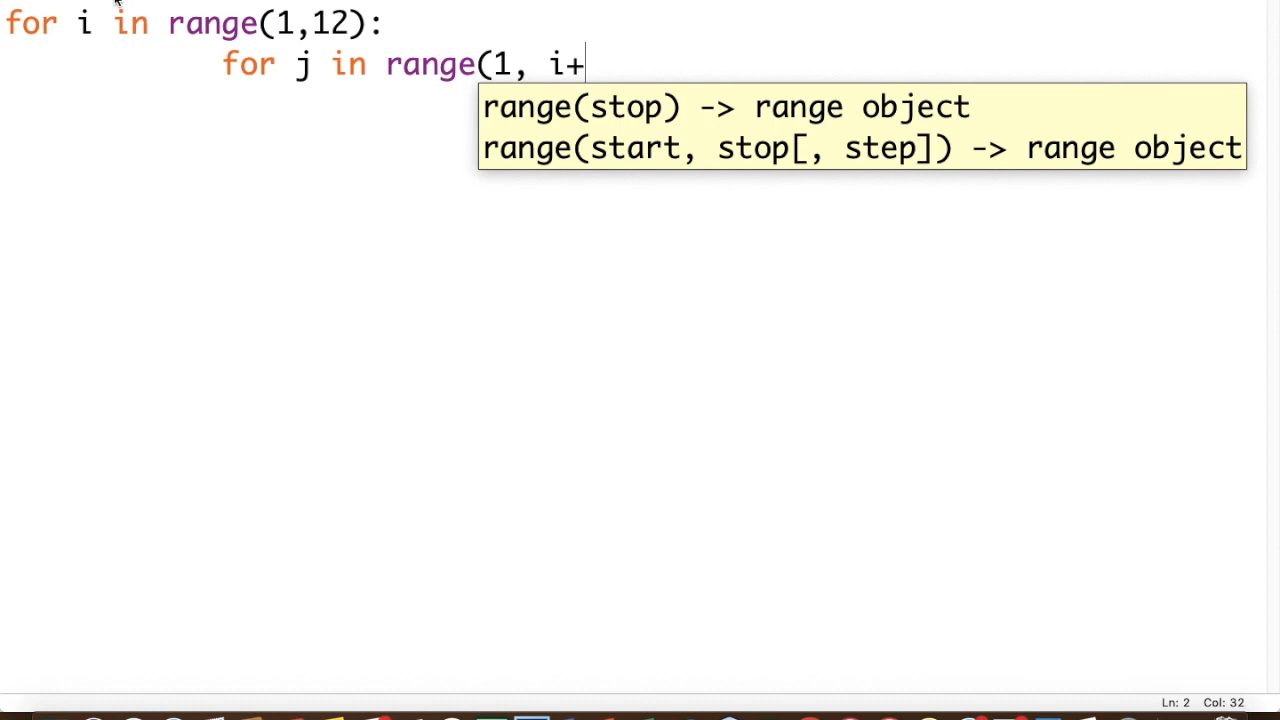 for i in range(1,12):
for j in range(1, i+
range(stop) -> range object
range(start, stop[, step]) -> range object
Ln: 2 Col: 32